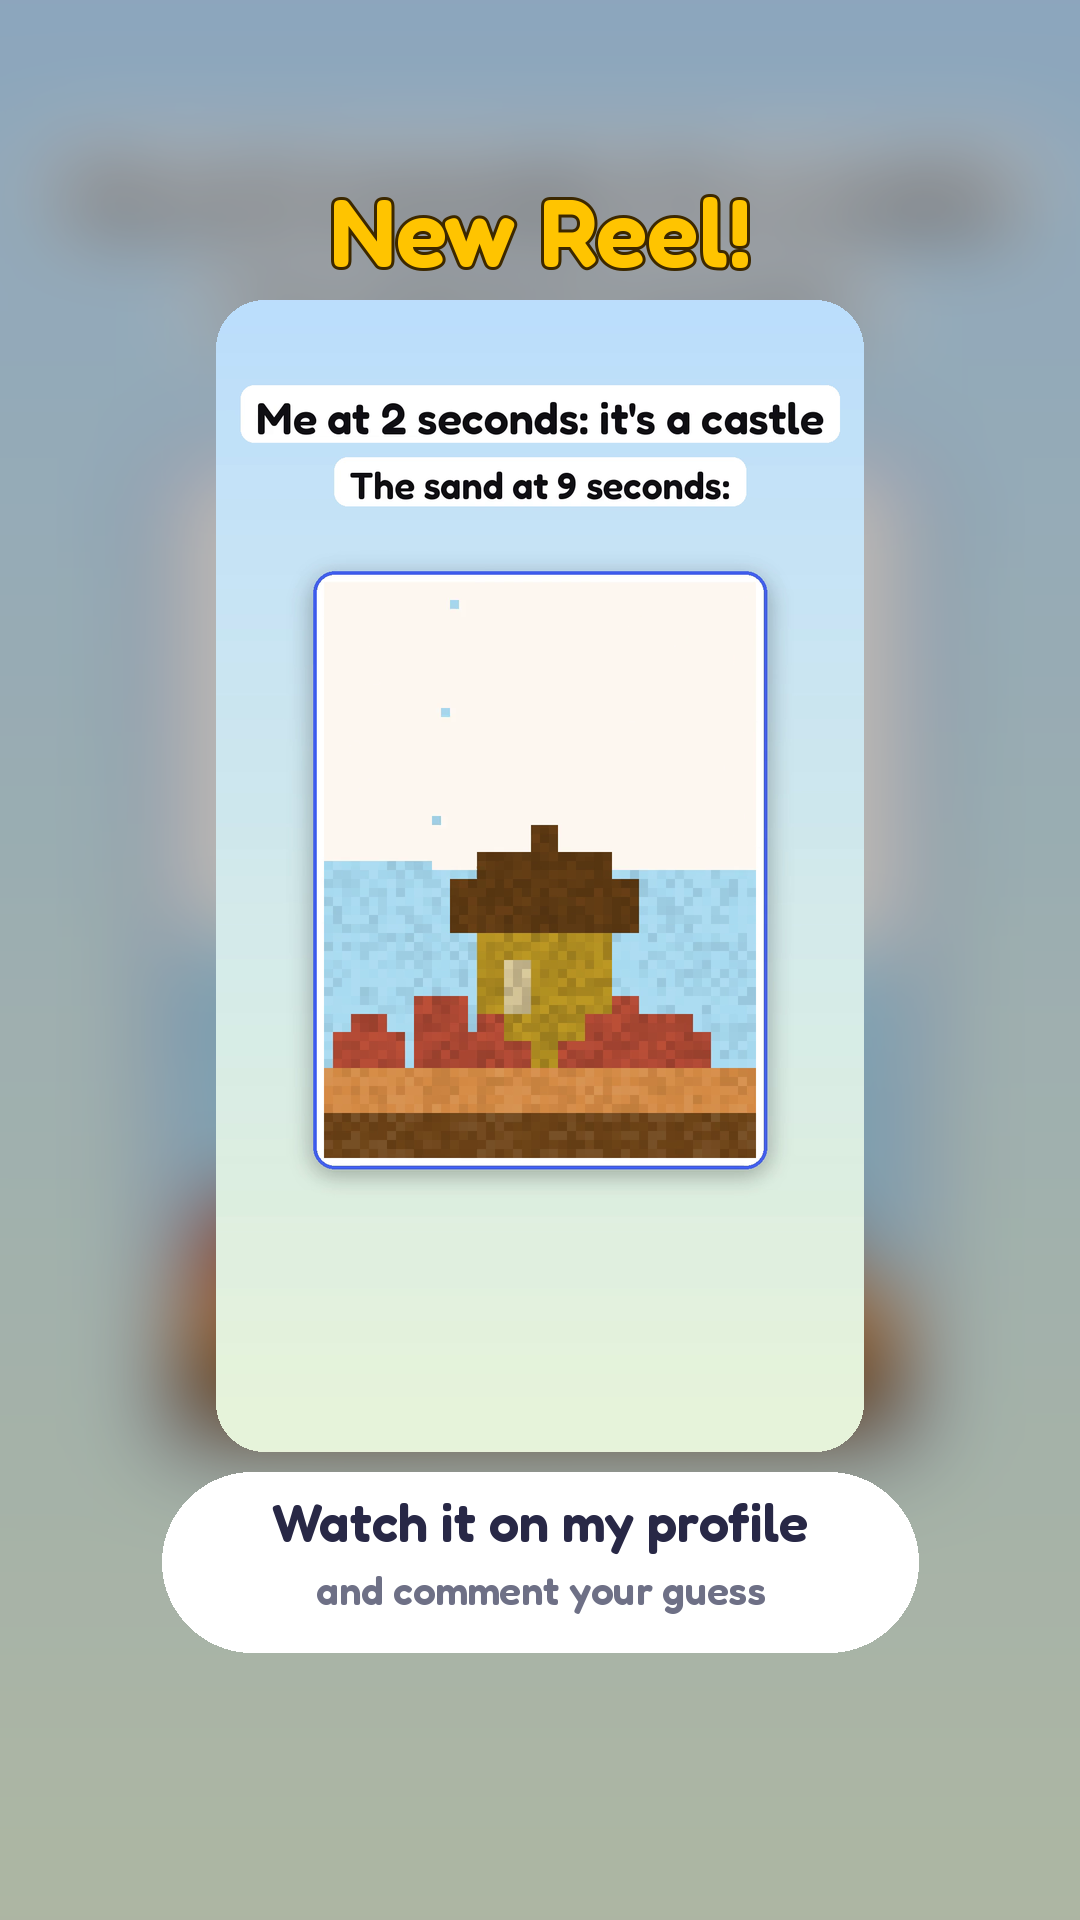 New Reel!
Me at 2 seconds: it's a castle
The sand at 9 seconds:
Watch it on my profile
and comment your guess